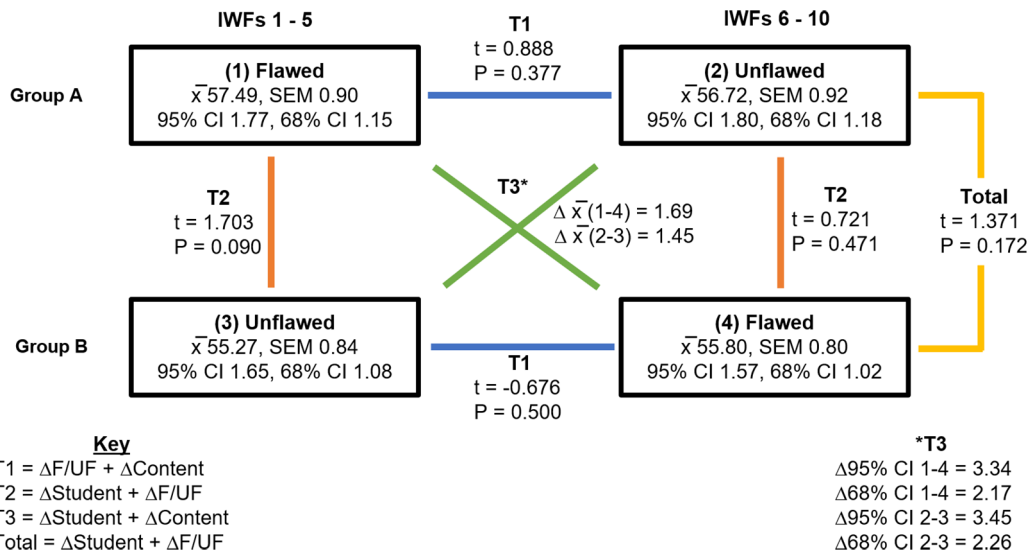 IWFs 1 - 5
IWFs 6 - 10
T1
t = 0.888
P = 0.377
Group A
(1) Flawed
x̅ 57.49, SEM 0.90
95% CI 1.77, 68% CI 1.15
(2) Unflawed
x̅ 56.72, SEM 0.92
95% CI 1.80, 68% CI 1.18
T2
t = 1.703
P = 0.090
T3*
Δ x̅ (1-4) = 1.69
Δ x̅ (2-3) = 1.45
T2
t = 0.721
P = 0.471
Total
t = 1.371
P = 0.172
Group B
(3) Unflawed
x̅ 55.27, SEM 0.84
95% CI 1.65, 68% CI 1.08
(4) Flawed
x̅ 55.80, SEM 0.80
95% CI 1.57, 68% CI 1.02
T1
t = -0.676
P = 0.500
Key
T1 = ΔF/UF + ΔContent
T2 = ΔStudent + ΔF/UF
T3 = ΔStudent + ΔContent
Total = ΔStudent + ΔF/UF
*T3
Δ95% CI 1-4 = 3.34
Δ68% CI 1-4 = 2.17
Δ95% CI 2-3 = 3.45
Δ68% CI 2-3 = 2.26